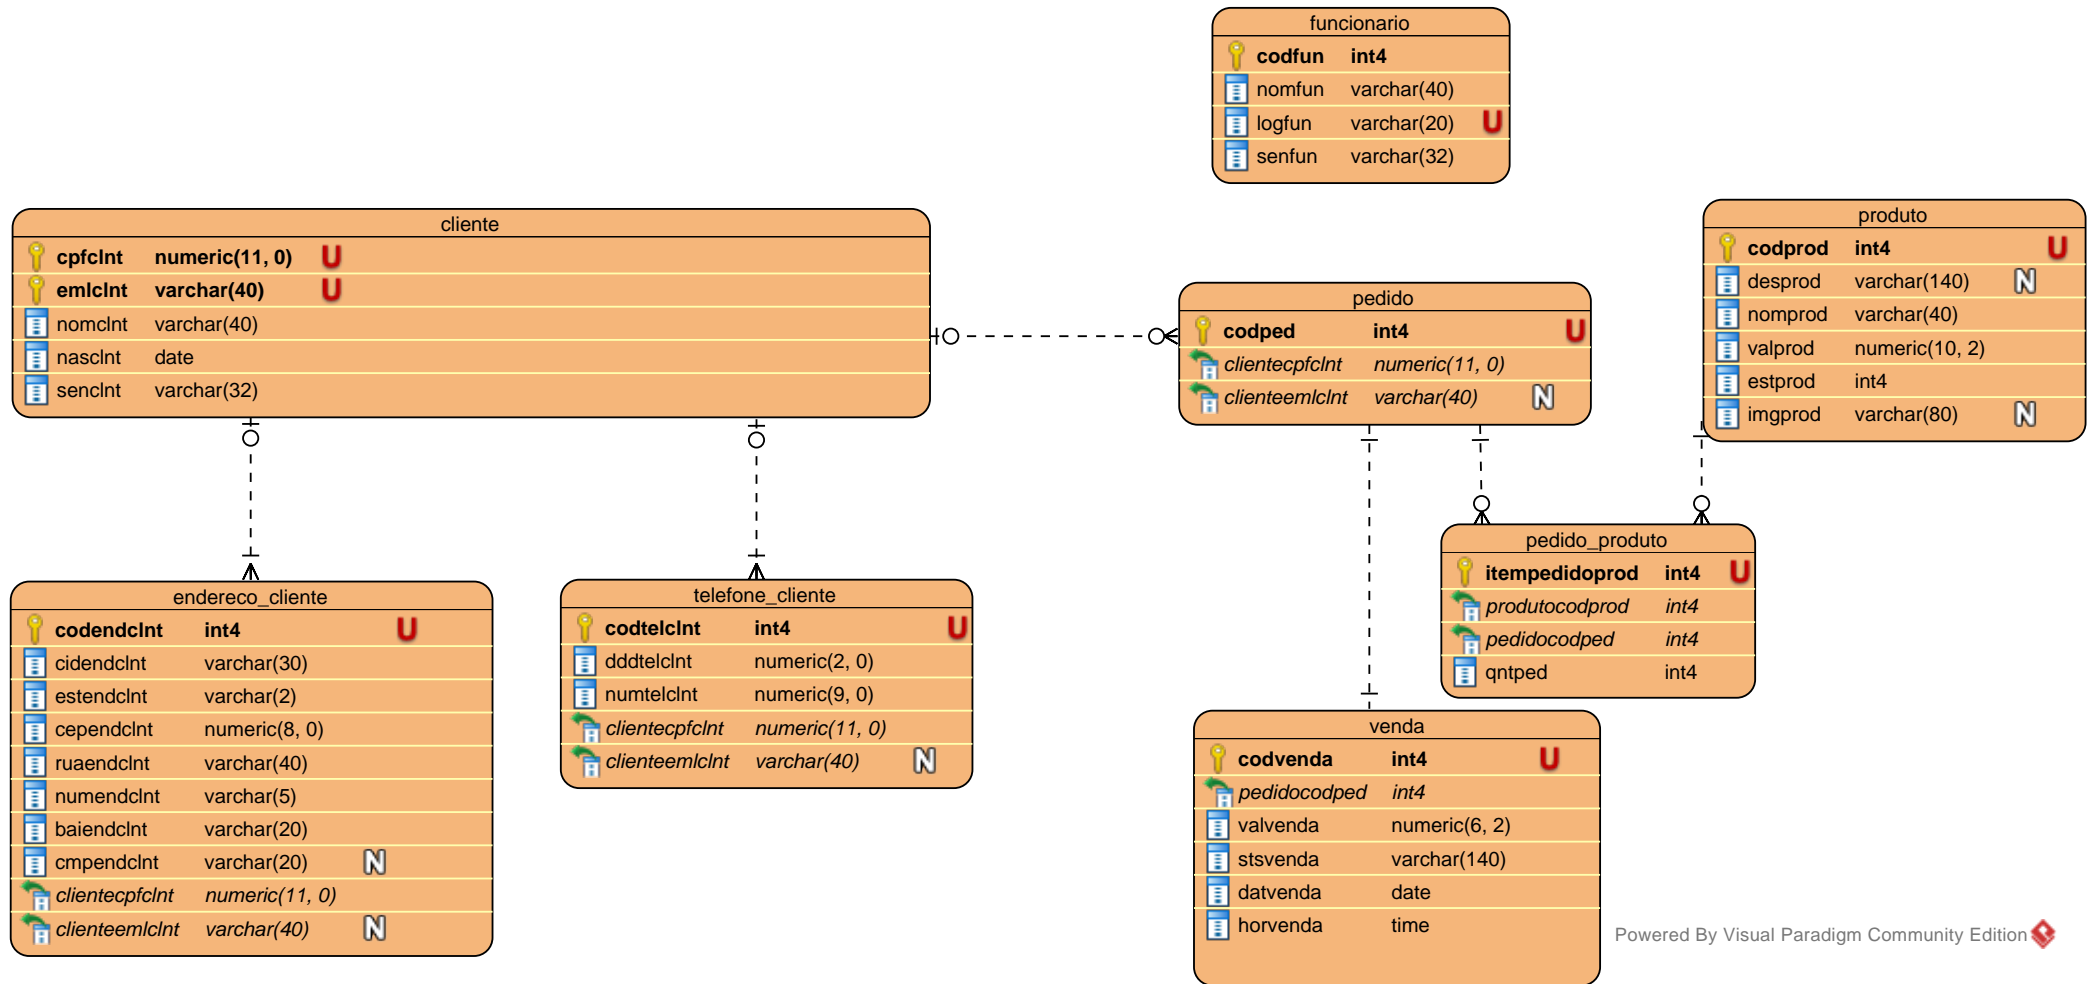 funcionario
codfun int4
nomfun varchar(40)
logfun varchar(20) U
senfun varchar(32)
cliente
cpfclnt numeric(11, 0) U
emlclnt varchar(40) U
nomclnt varchar(40)
nasclnt date
senclnt varchar(32)
pedido
codped int4 U
clientecpfclnt numeric(11, 0)
clienteemlclnt varchar(40) N
produto
codprod int4 U
desprod varchar(140) N
nomprod varchar(40)
valprod numeric(10, 2)
estprod int4
imgprod varchar(80) N
endereco_cliente
codendclnt int4 U
cidendclnt varchar(30)
estendclnt varchar(2)
cependclnt numeric(8, 0)
ruaendclnt varchar(40)
numendclnt varchar(5)
baiendclnt varchar(20)
cmpendclnt varchar(20) N
clientecpfclnt numeric(11, 0)
clienteemlclnt varchar(40) N
telefone_cliente
codtelclnt int4 U
dddtelclnt numeric(2, 0)
numtelclnt numeric(9, 0)
clientecpfclnt numeric(11, 0)
clienteemlclnt varchar(40) N
pedido_produto
itempedidoprod int4 U
produtocodprod int4
pedidocodped int4
qntped int4
venda
codvenda int4 U
pedidocodped int4
valvenda numeric(6, 2)
stsvenda varchar(140)
datvenda date
horvenda time
Powered By Visual Paradigm Community Edition